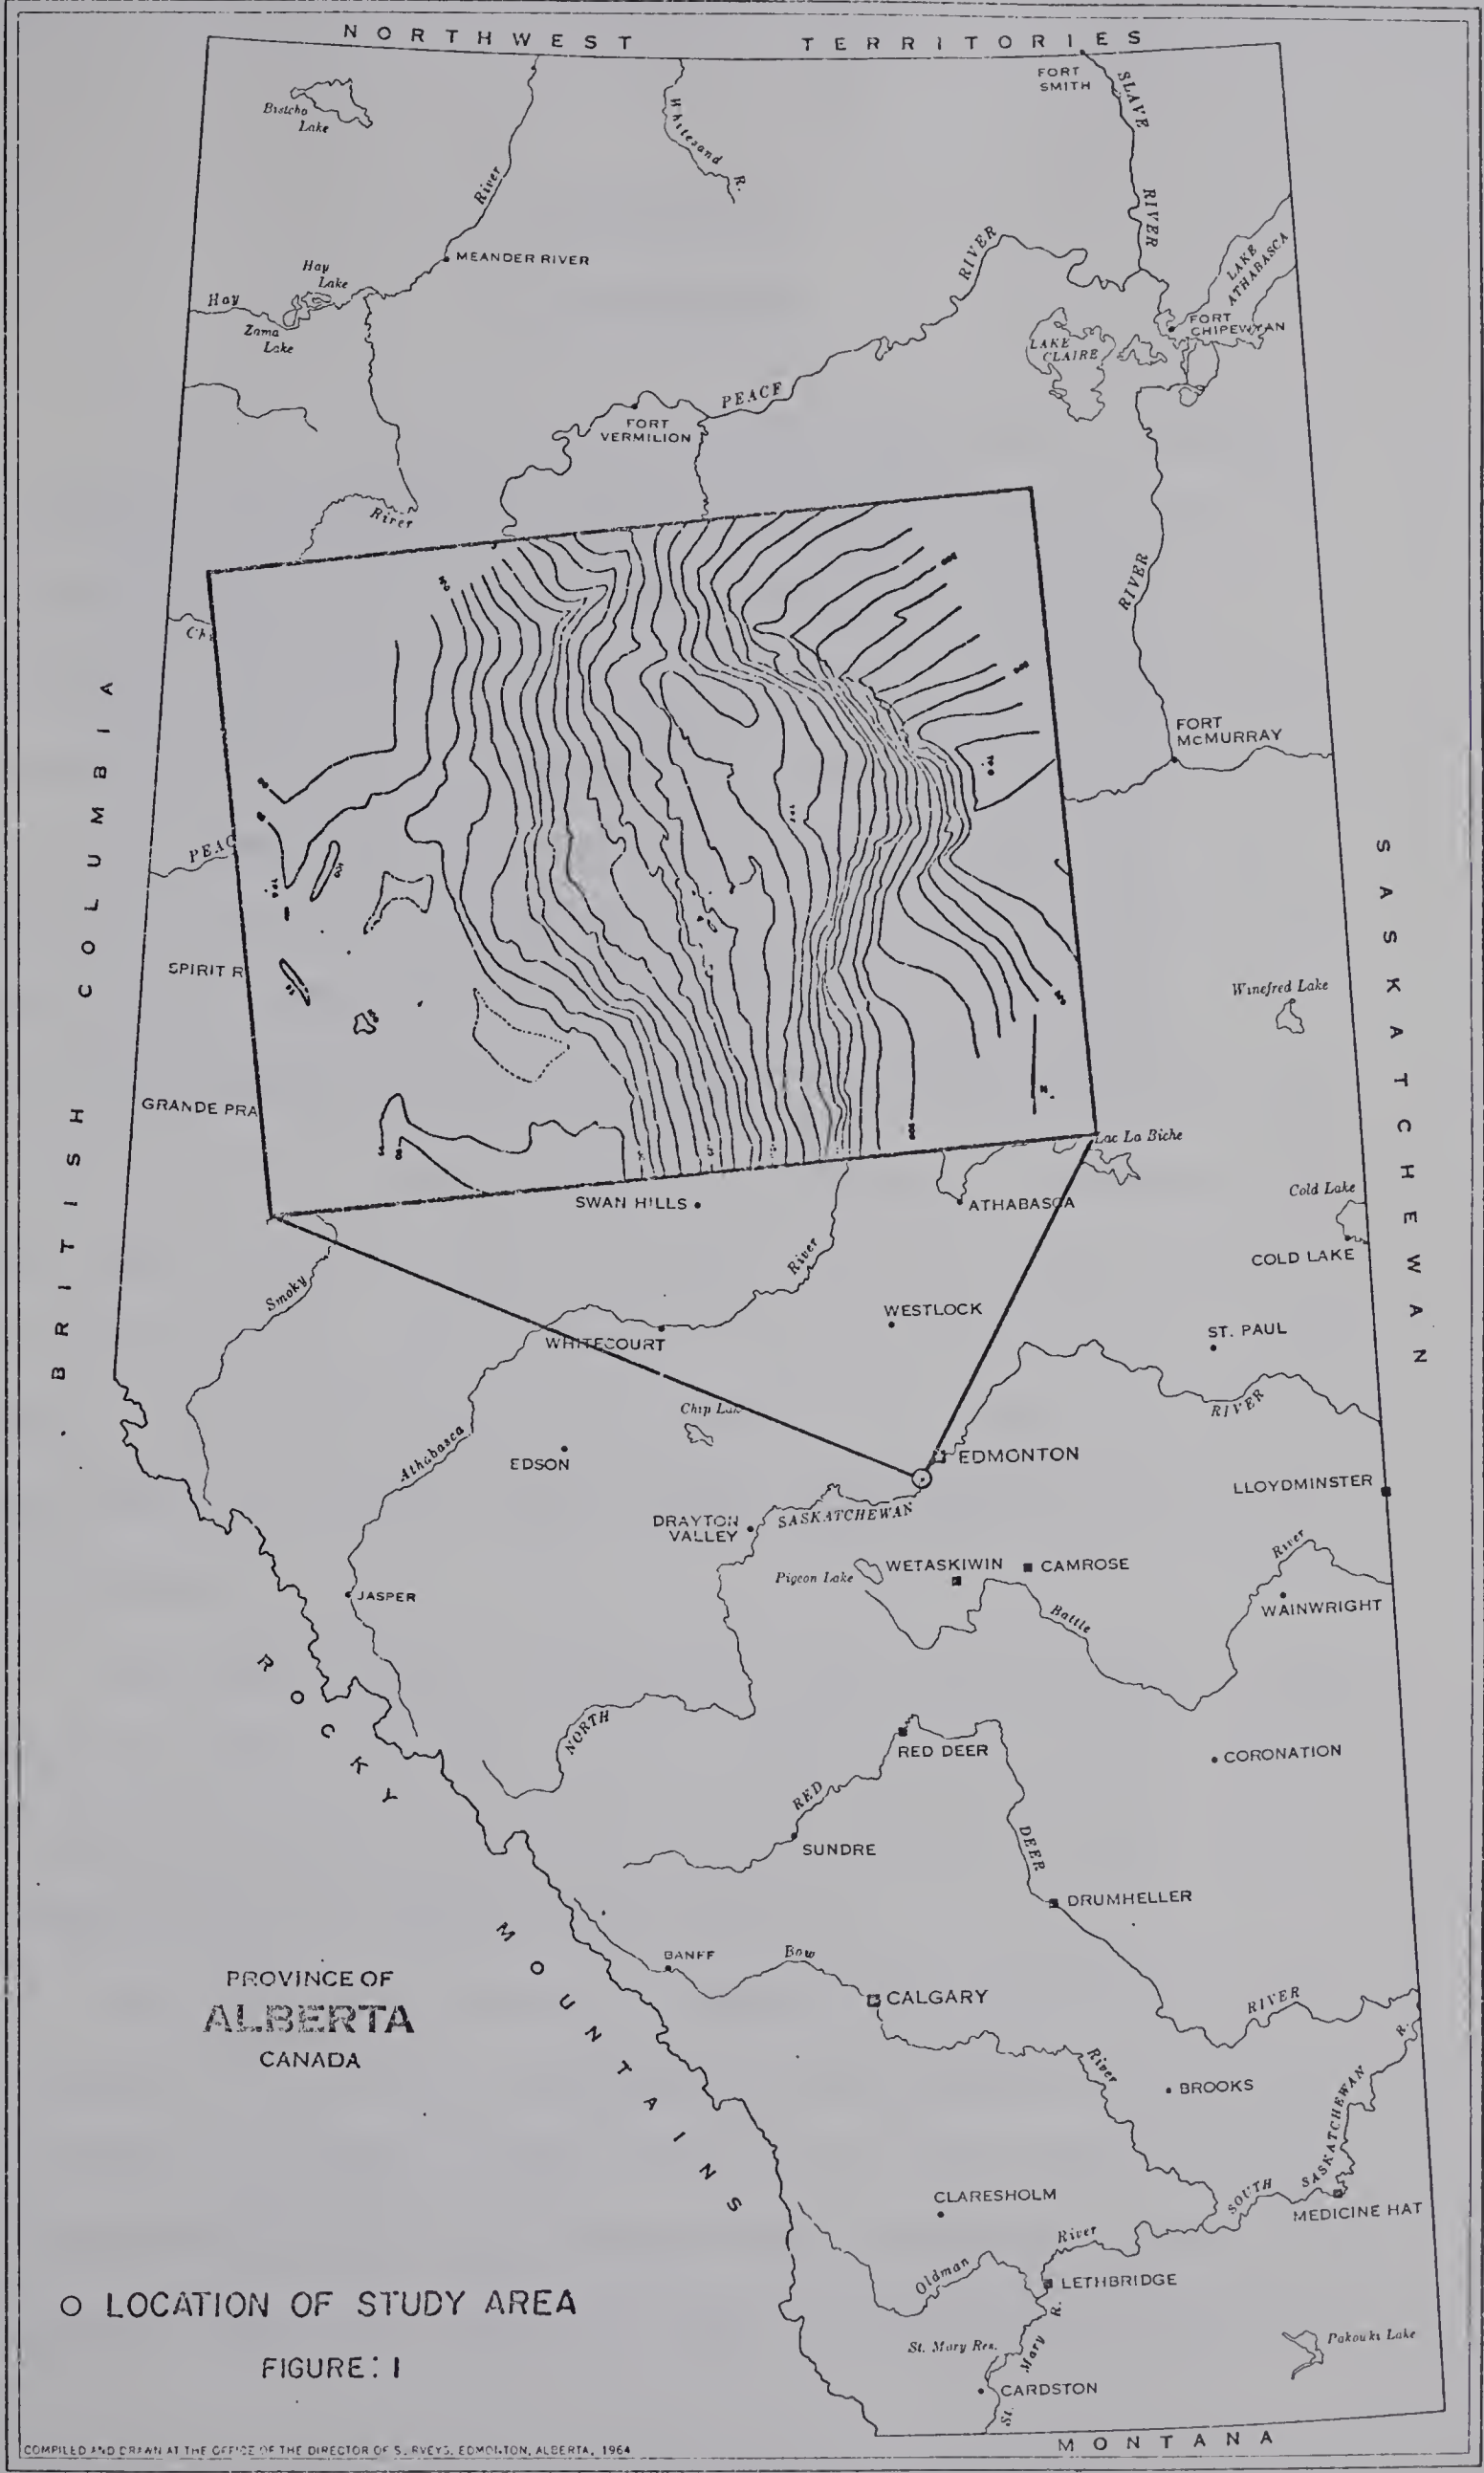 NORTHWEST TERRITORIES
FORT
SMITH
SLAVE
RIVER
Bistcho
Lake
Whitesand R.
River
MEANDER RIVER
Hay
Lake
Hay
Zama
Lake
RIVER
LAKE
ATHABASCA
FORT
CHIPEWYAN
LAKE
CLAIRE
PEACE
FORT
VERMILION
River
RIVER
FORT
McMURRAY
BRITISH COLUMBIA
SASKATCHEWAN
PEAC
SPIRIT R
GRANDE PRA
Winefred Lake
Lac La Biche
SWAN HILLS
ATHABASCA
Cold Lake
COLD LAKE
Smoky
River
WESTLOCK
WHITECOURT
ST. PAUL
RIVER
Chip
Athabasca
EDSON
EDMONTON
LLOYDMINSTER
DRAYTON
VALLEY
SASKATCHEWAN
Pigeon Lake
WETASKIWIN
CAMROSE
River
WAINWRIGHT
Battle
JASPER
ROCKY
MOUNTAINS
NORTH
RED DEER
CORONATION
RED
DEER
SUNDRE
DRUMHELLER
BANFF
Bow
CALGARY
RIVER
PROVINCE OF
ALBERTA
CANADA
River
BROOKS
R.
SASKATCHEWAN
SOUTH
MEDICINE HAT
CLARESHOLM
River
Oldman
LETHBRIDGE
St. Mary R.
St. Mary Res.
Pakouki Lake
CARDSTON
O LOCATION OF STUDY AREA
FIGURE: 1
COMPILED AND DRAWN AT THE OFFICE OF THE DIRECTOR OF SURVEYS, EDMONTON, ALBERTA, 1964
MONTANA